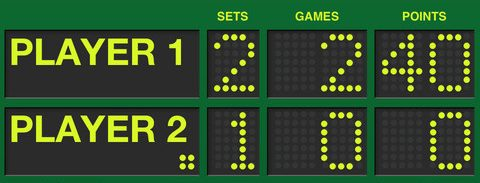 SETS GAMES POINTS
PLAYER 1 2 2 40
PLAYER 2 1 0 0